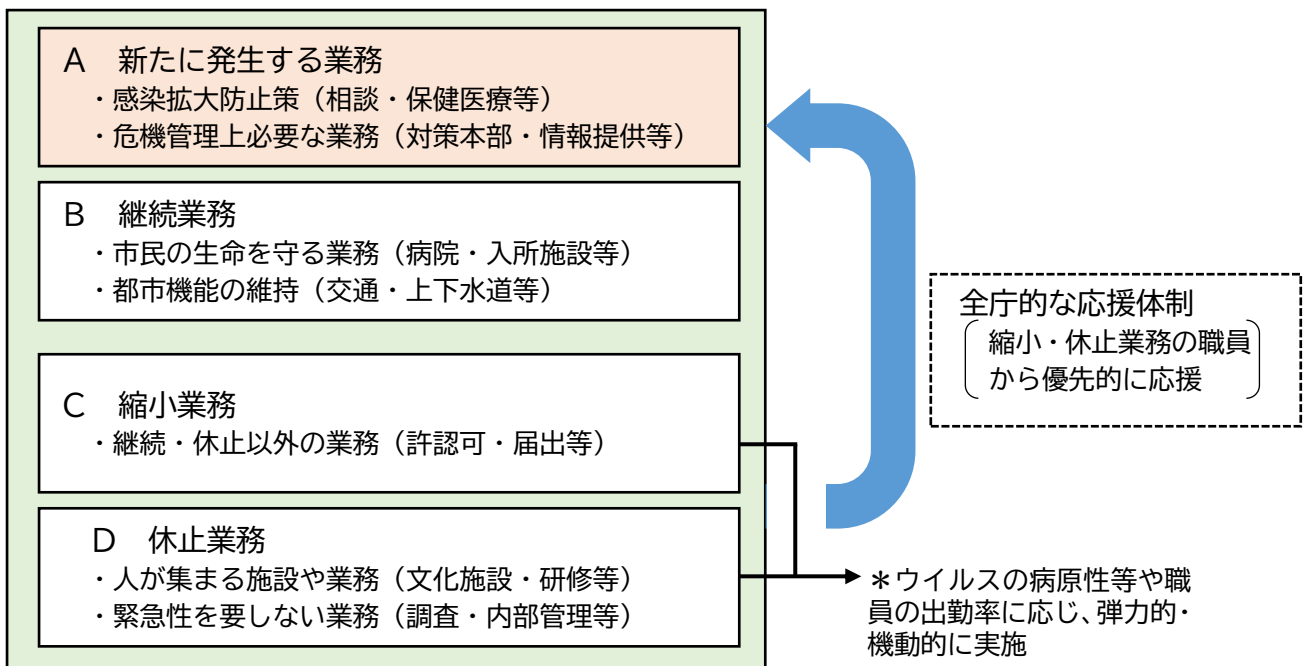 A　新たに発生する業務
・感染拡大防止策（相談・保健医療等）
・危機管理上必要な業務（対策本部・情報提供等）
B　継続業務
・市民の生命を守る業務（病院・入所施設等）
・都市機能の維持（交通・上下水道等）
C　縮小業務
・継続・休止以外の業務（許認可・届出等）
D　休止業務
・人が集まる施設や業務（文化施設・研修等）
・緊急性を要しない業務（調査・内部管理等）
全庁的な応援体制
縮小・休止業務の職員
から優先的に応援
＊ウイルスの病原性等や職
員の出勤率に応じ、弾力的・
機動的に実施